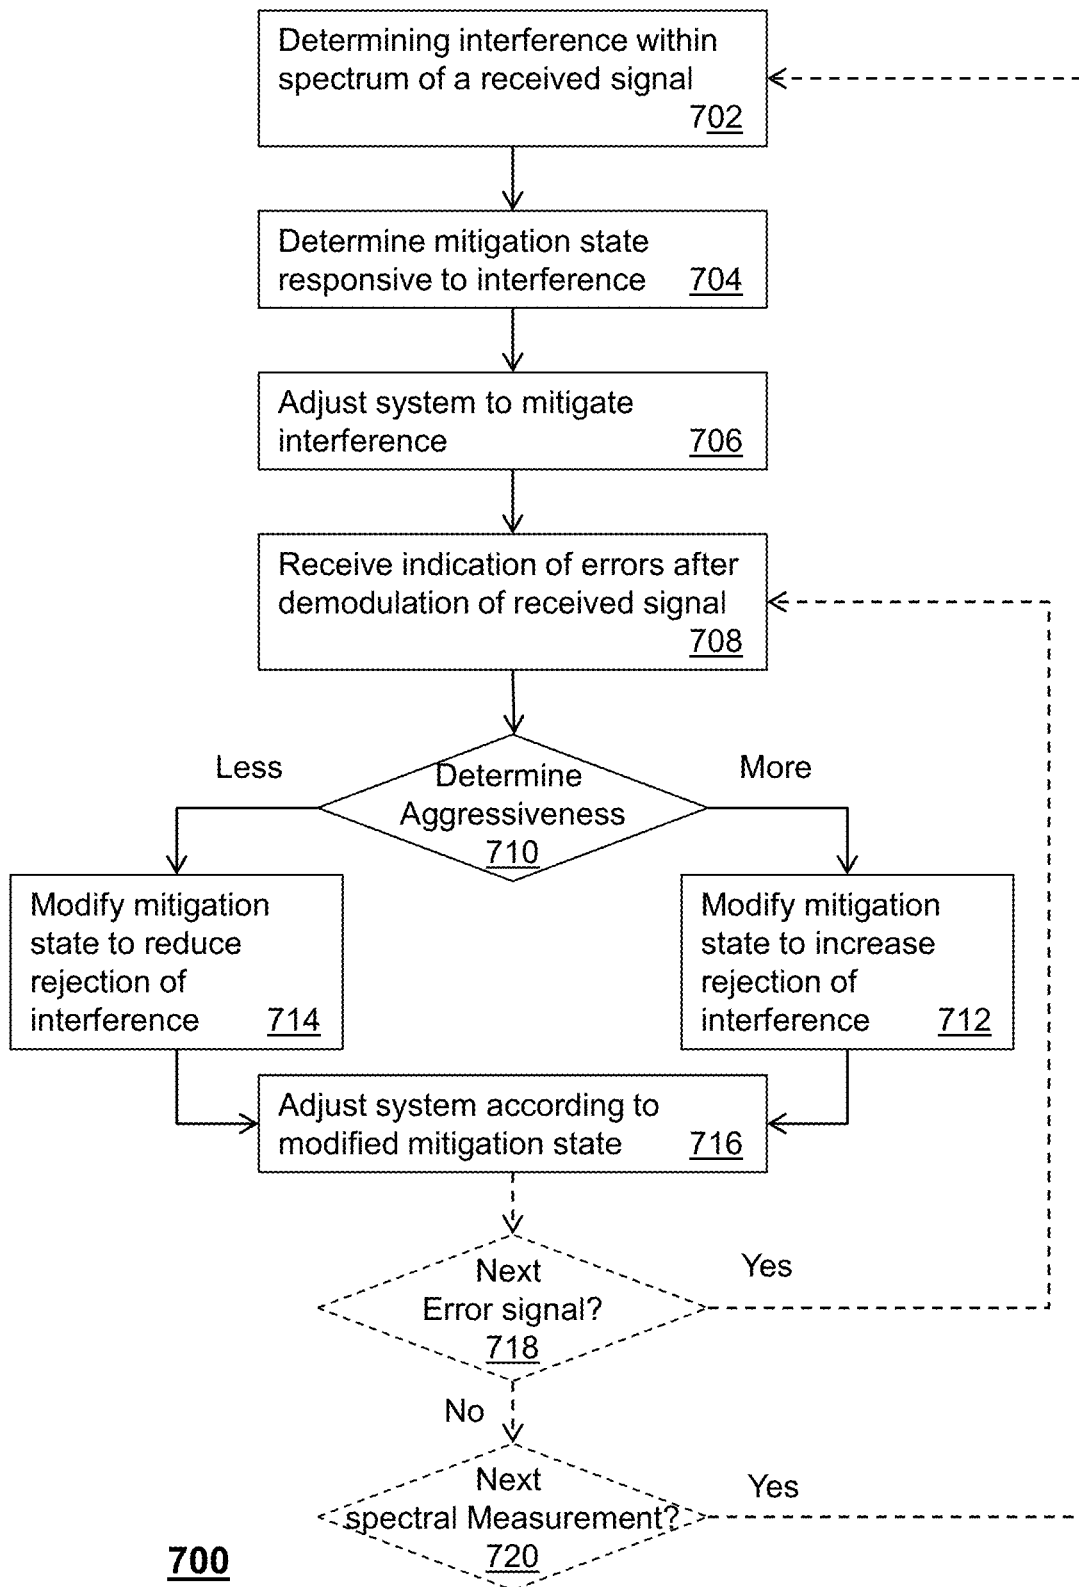 Determining interference within
spectrum of a received signal
702
Determine mitigation state
responsive to interference 704
Adjust system to mitigate
interference 706
Receive indication of errors after
demodulation of received signal
708
Less
More
Determine
Aggressiveness
710
Modify mitigation
state to reduce
rejection of
interference 714
Modify mitigation
state to increase
rejection of
interference 712
Adjust system according to
modified mitigation state 716
Next
Error signal?
718
Yes
No
Next
spectral Measurement?
720
Yes
700